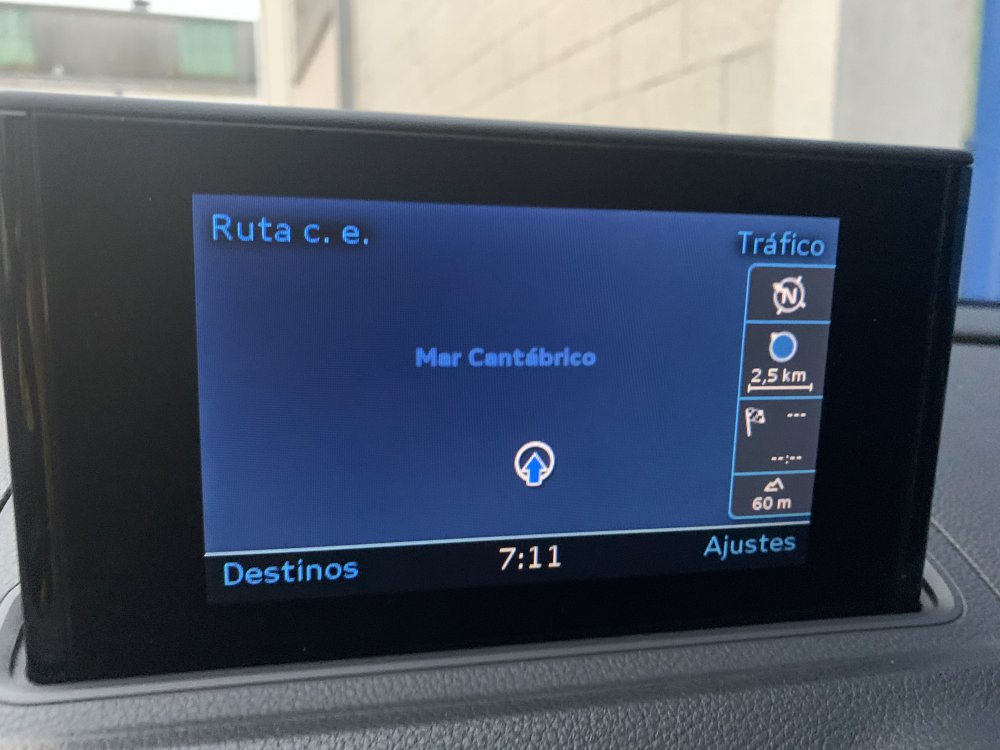 Ruta c. e.
Tráfico
N
Mar Cantábrico
2,5 km
---
--:--
60 m
Destinos
7:11
Ajustes